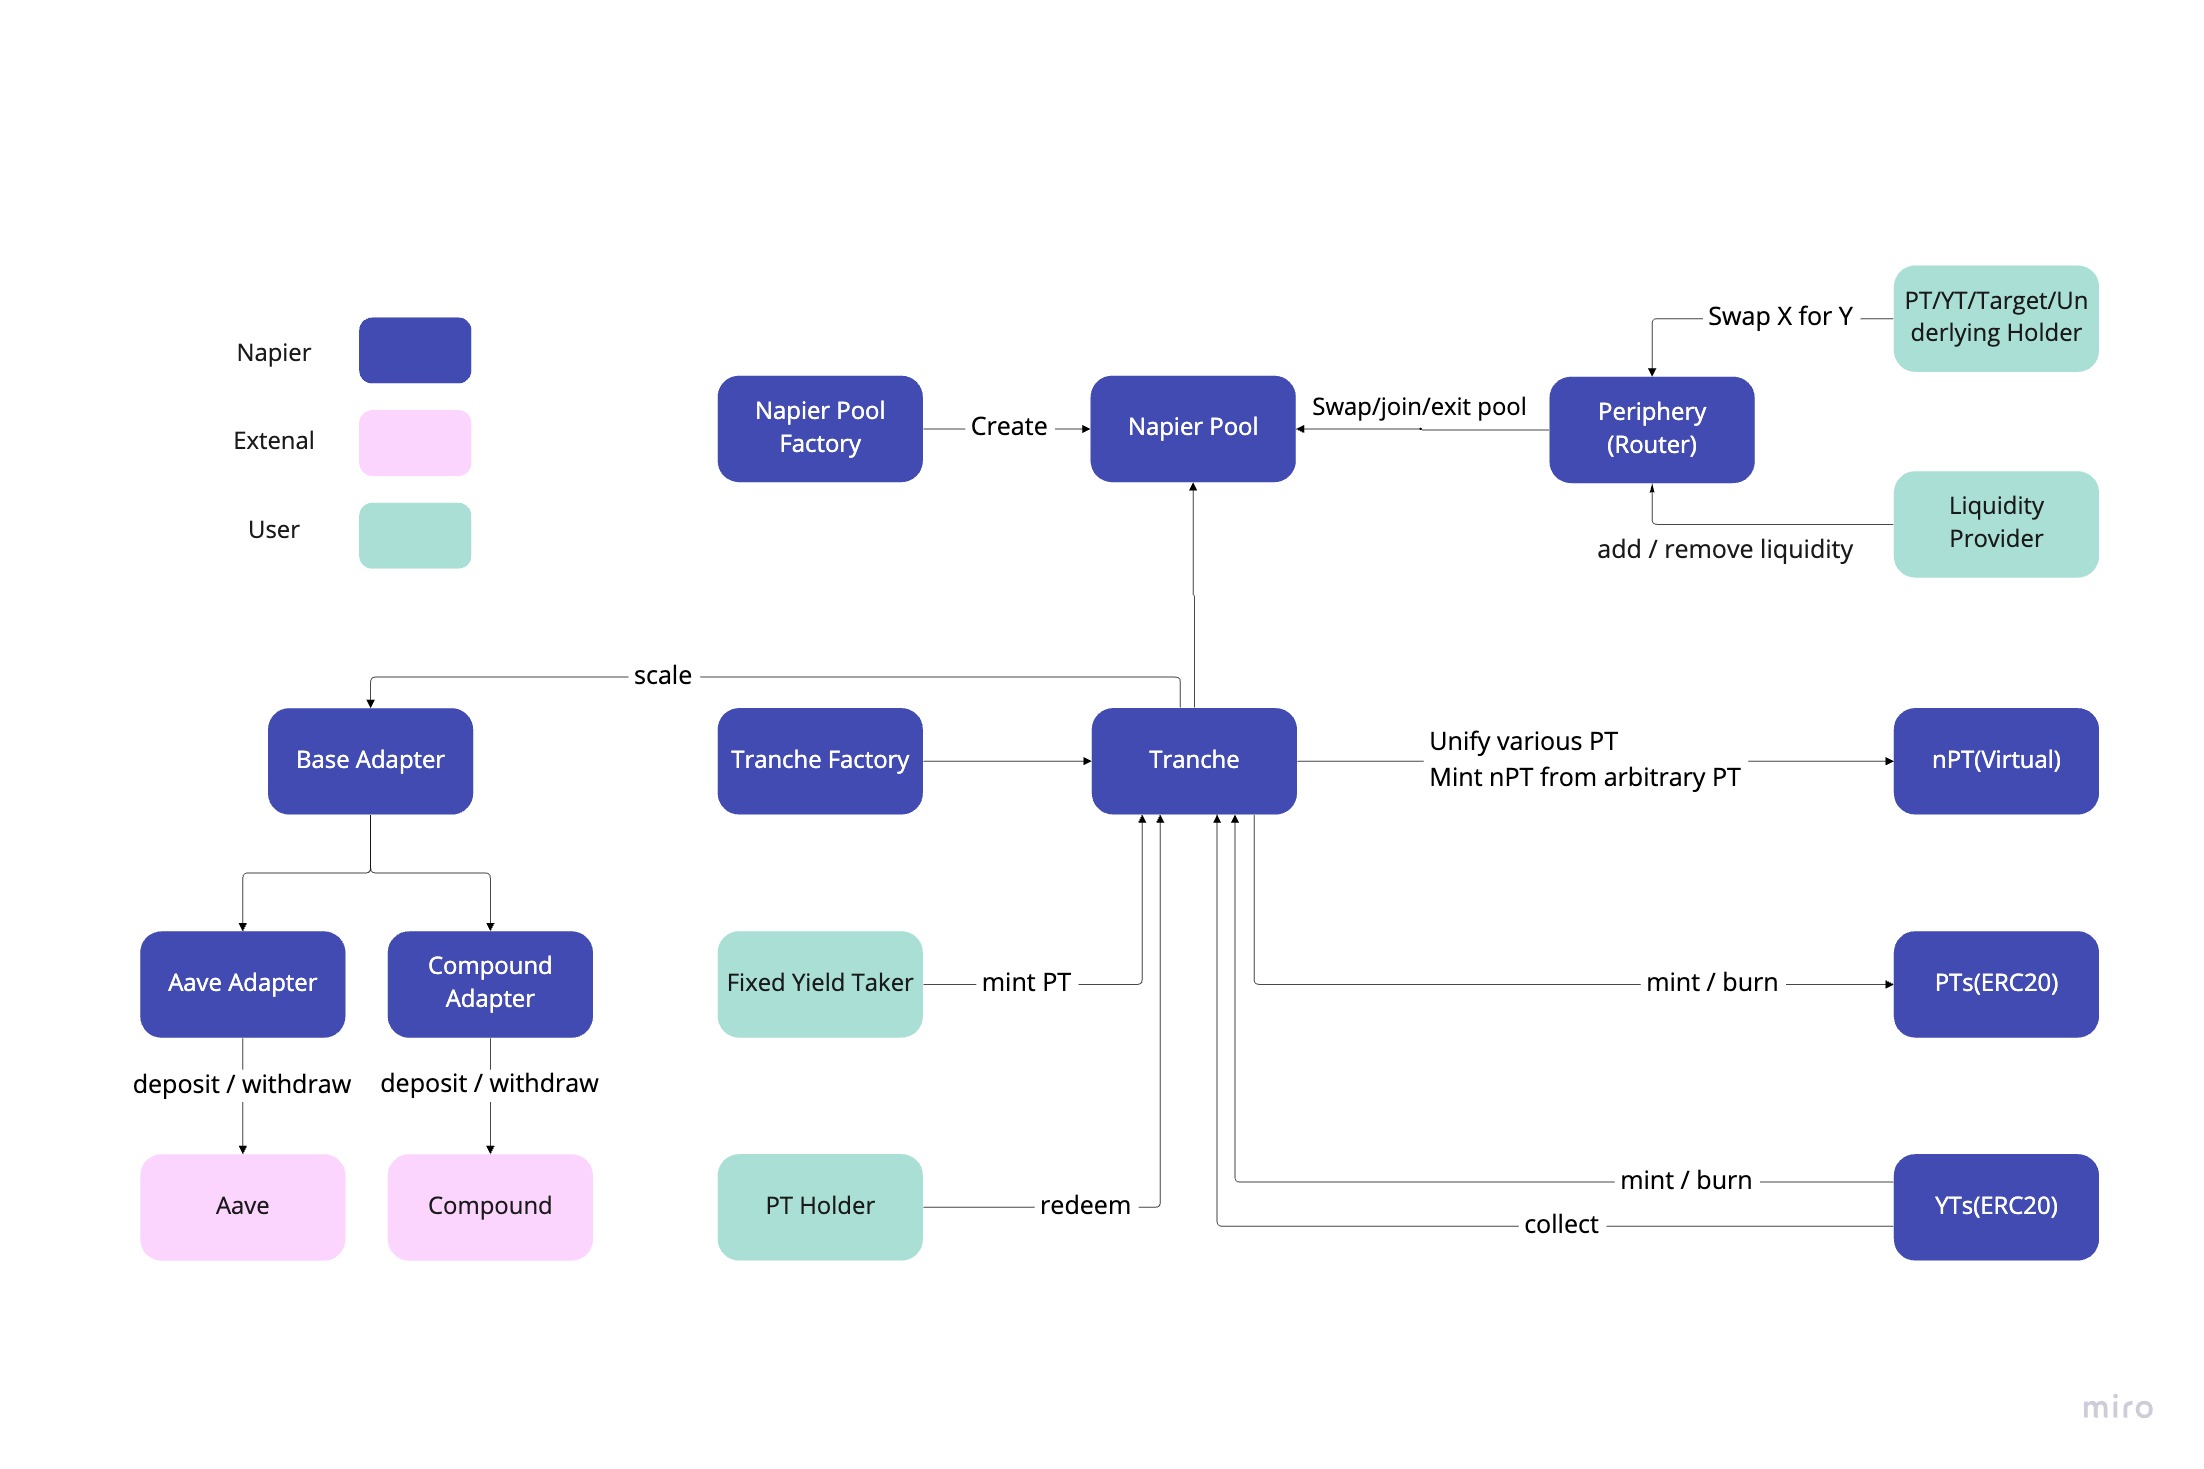 Napier
Extenal
User
Napier Pool
Factory
Create
Napier Pool
Swap/join/exit pool
Periphery
(Router)
Swap X for Y
PT/YT/Target/Un
derlying Holder
Liquidity
Provider
add / remove liquidity
scale
Base Adapter
Tranche Factory
Tranche
Unify various PT
Mint nPT from arbitrary PT
nPT(Virtual)
Aave Adapter
Compound
Adapter
Fixed Yield Taker
mint PT
mint / burn
PTs(ERC20)
deposit / withdraw
deposit / withdraw
Aave
Compound
PT Holder
redeem
mint / burn
collect
YTs(ERC20)
miro